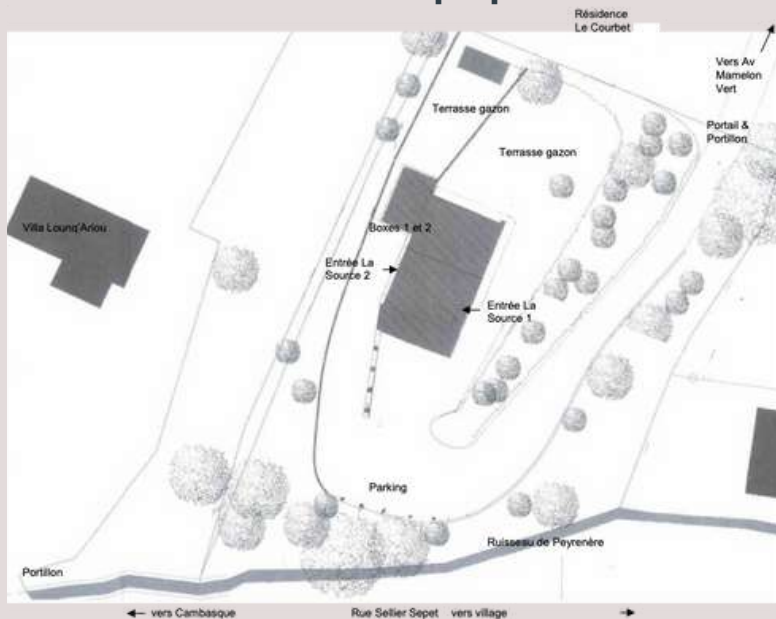 Résidence
Le Courbet
Vers Av
Mamelon
Vert
Terrasse gazon
Portail &
Portillon
Terrasse gazon
Villa Lounq'Ariou
Boxes 1 et 2
Entrée La
Source 2
Entrée La
Source 1
Parking
Ruisseau de Peyrenère
Portillon
vers Cambasque
Rue Sellier Sepet
vers village